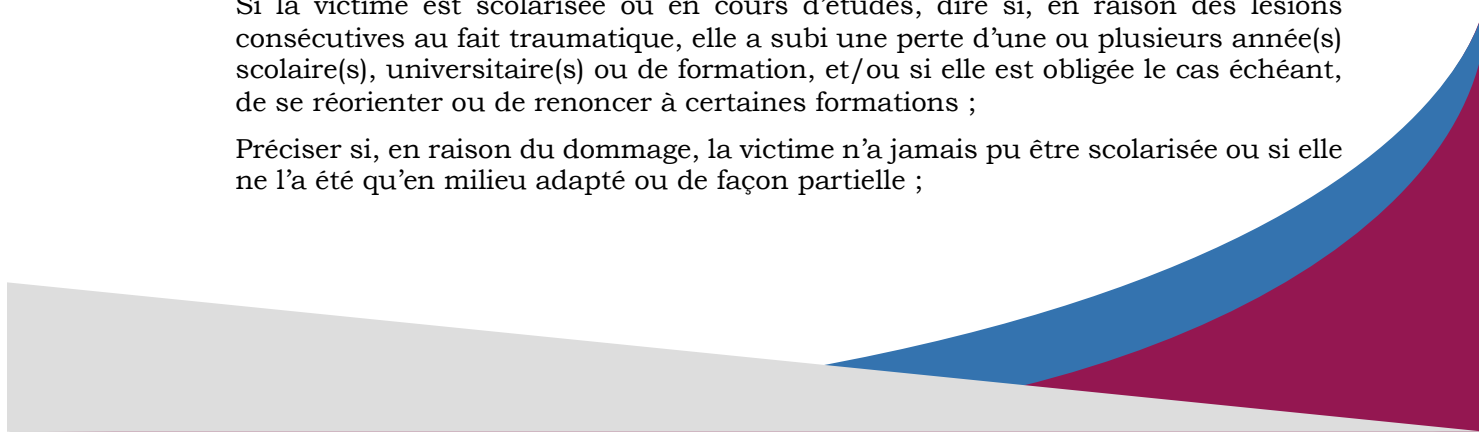 Si la victime est scolarisée ou en cours d'études, dire si, en raison des lésions
consécutives au fait traumatique, elle a subi une perte d'une ou plusieurs année(s)
scolaire(s), universitaire(s) ou de formation, et/ou si elle est obligée le cas échéant,
de se réorienter ou de renoncer à certaines formations ;
Préciser si, en raison du dommage, la victime n'a jamais pu être scolarisée ou si elle
ne l'a été qu'en milieu adapté ou de façon partielle ;